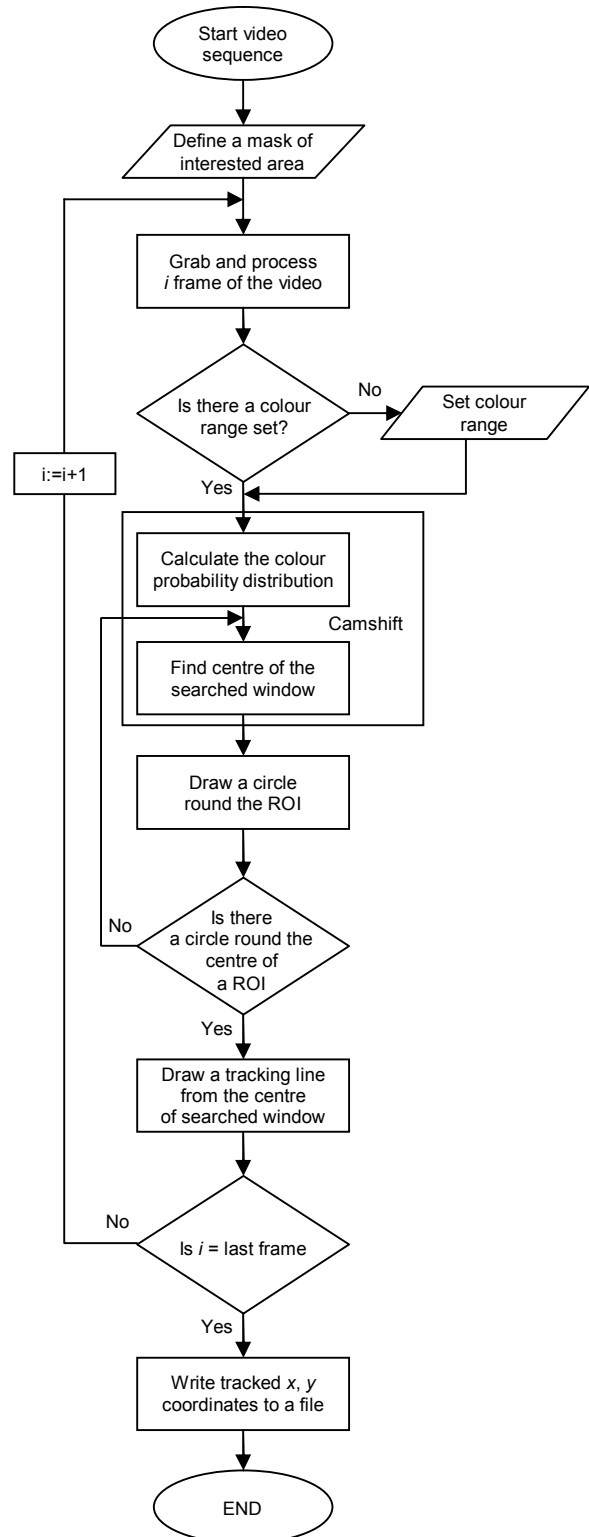 Start video
sequence
Define a mask of
interested area
Grab and process
i frame of the video
Is there a colour
range set?
No
Set colour
range
i:=i+1
Yes
Calculate the colour
probability distribution
Camshift
Find centre of the
searched window
Draw a circle
round the ROI
Is there
a circle round the
centre of
a ROI
No
Yes
Draw a tracking line
from the centre
of searched window
Is i = last frame
No
Yes
Write tracked x, y
coordinates to a file
END